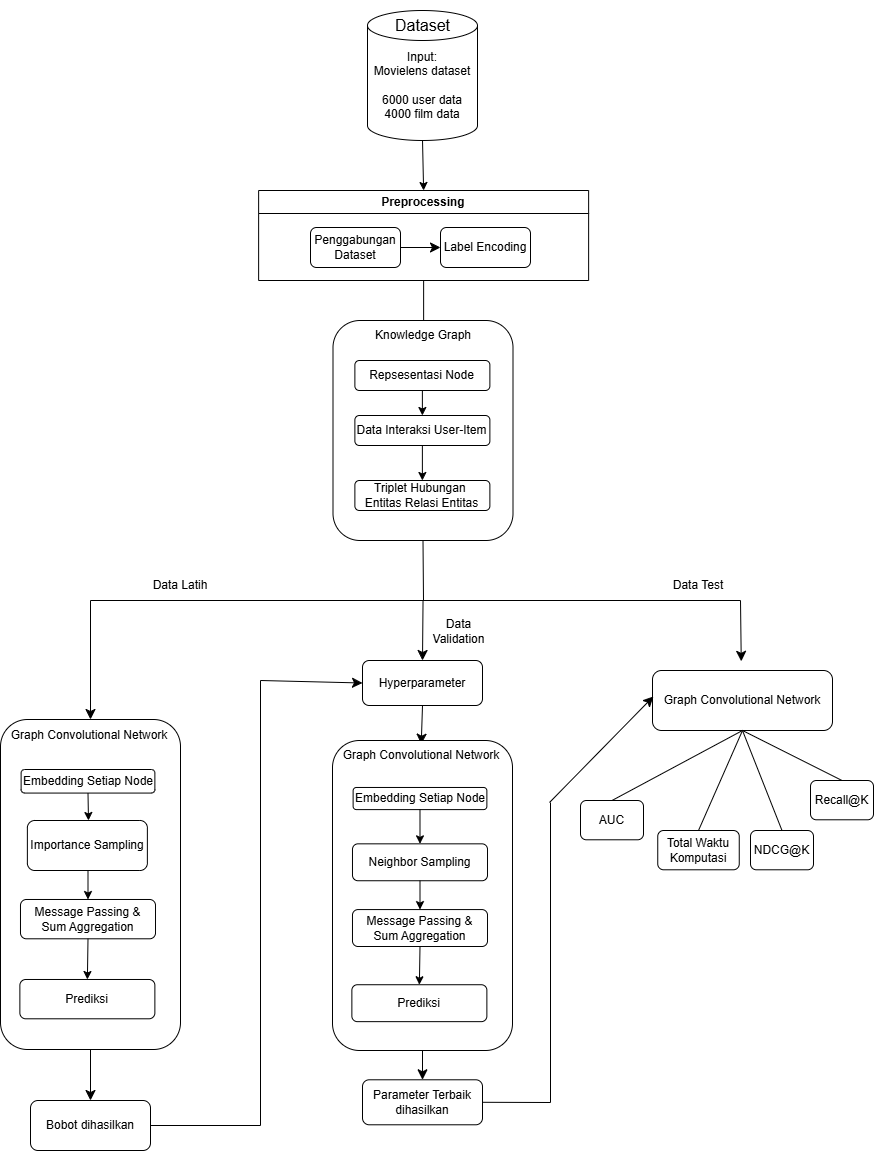 Dataset
Input:
Movielens dataset
6000 user data
4000 film data
Preprocessing
Penggabungan
Dataset
Label Encoding
Knowledge Graph
Repsesentasi Node
Data Interaksi User-Item
Triplet Hubungan
Entitas Relasi Entitas
Data Latih
Data
Validation
Data Test
Graph Convolutional Network
Embedding Setiap Node
Importance Sampling
Message Passing &
Sum Aggregation
Prediksi
Bobot dihasilkan
Hyperparameter
Graph Convolutional Network
Embedding Setiap Node
Neighbor Sampling
Message Passing &
Sum Aggregation
Prediksi
Parameter Terbaik
dihasilkan
Graph Convolutional Network
AUC
Total Waktu
Komputasi
NDCG@K
Recall@K